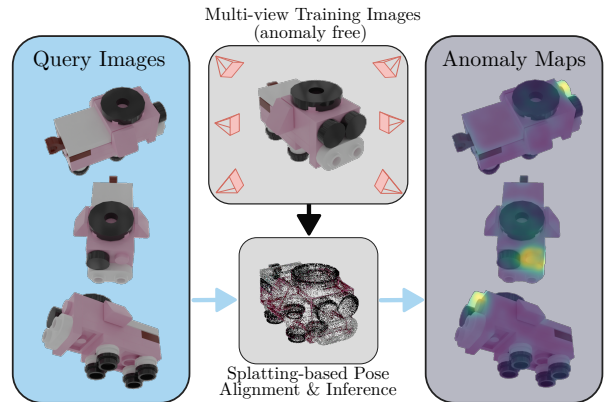 Multi-view Training Images
(anomaly free)
Query Images
Anomaly Maps
Splatting-based Pose
Alignment & Inference